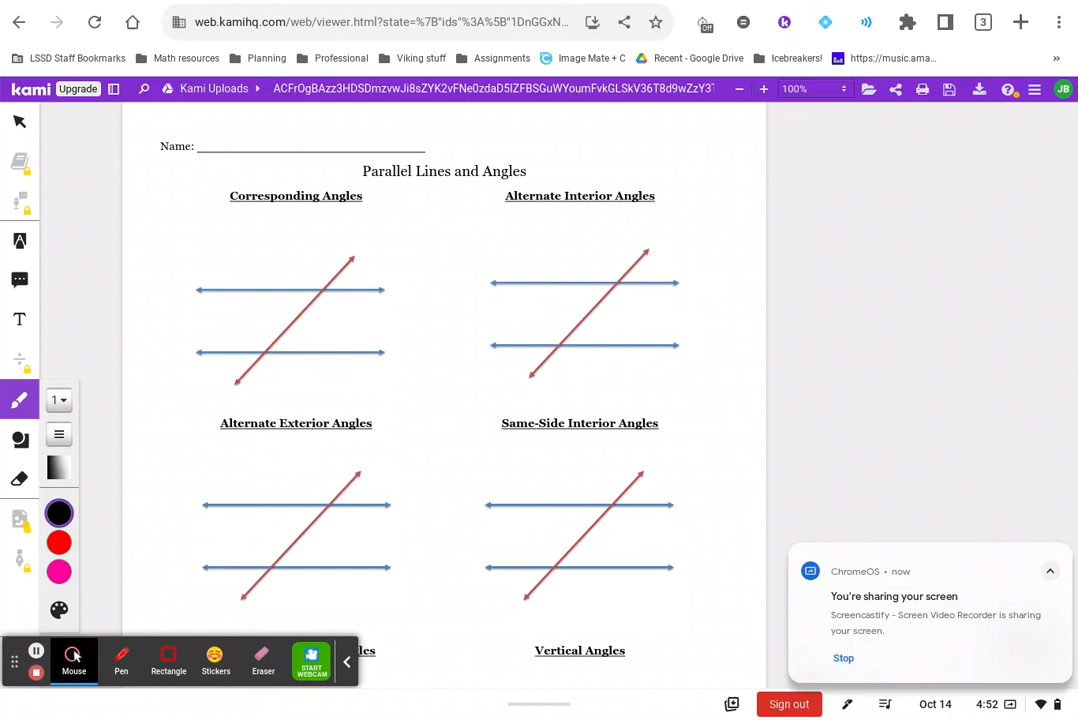 web.kamihq.com/web/viewer.html?state=%7B"ids"%3A%5B"1DnGGxN...
Off
3
LSSD Staff Bookmarks
Math resources
Planning
Professional
Viking stuff
Assignments
Image Mate + C
Recent - Google Drive
Icebreakers!
https://music.ama...
»
kami
Upgrade
Kami Uploads
ACFrOgBAzz3HDSDmzvwJi8sZYK2vFNe0zdaD5IZFBSGuWYoumFvkGLSkV36T8d9wZzY3T
100%
JB
Name:
Parallel Lines and Angles
Corresponding Angles
Alternate Interior Angles
Alternate Exterior Angles
Same-Side Interior Angles
les
Vertical Angles
1
Mouse
Pen
Rectangle
Stickers
Eraser
START WEBCAM
ChromeOS • now
You're sharing your screen
Screencastify - Screen Video Recorder is sharing
your screen.
Stop
Sign out
Oct 14
4:52